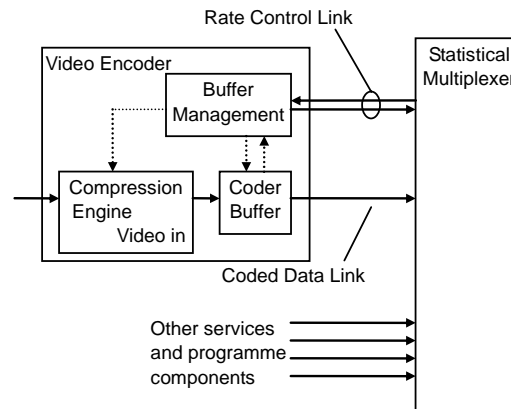 Rate Control Link
Statistical
Multiplexer
Video Encoder
Buffer
Management
Compression
Engine
Video in
Coder
Buffer
Coded Data Link
Other services
and programme
components